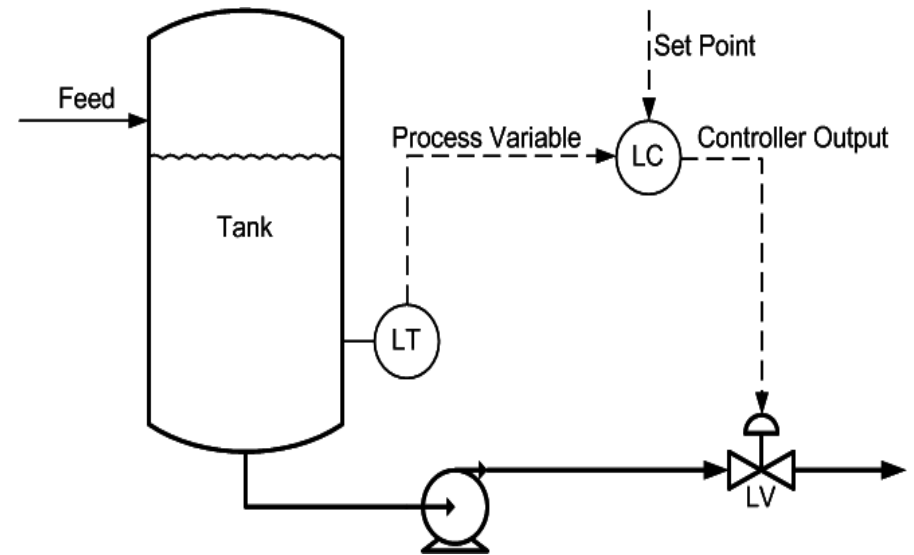 Set Point
Feed
Process Variable
LC
Controller Output
Tank
LT
LV